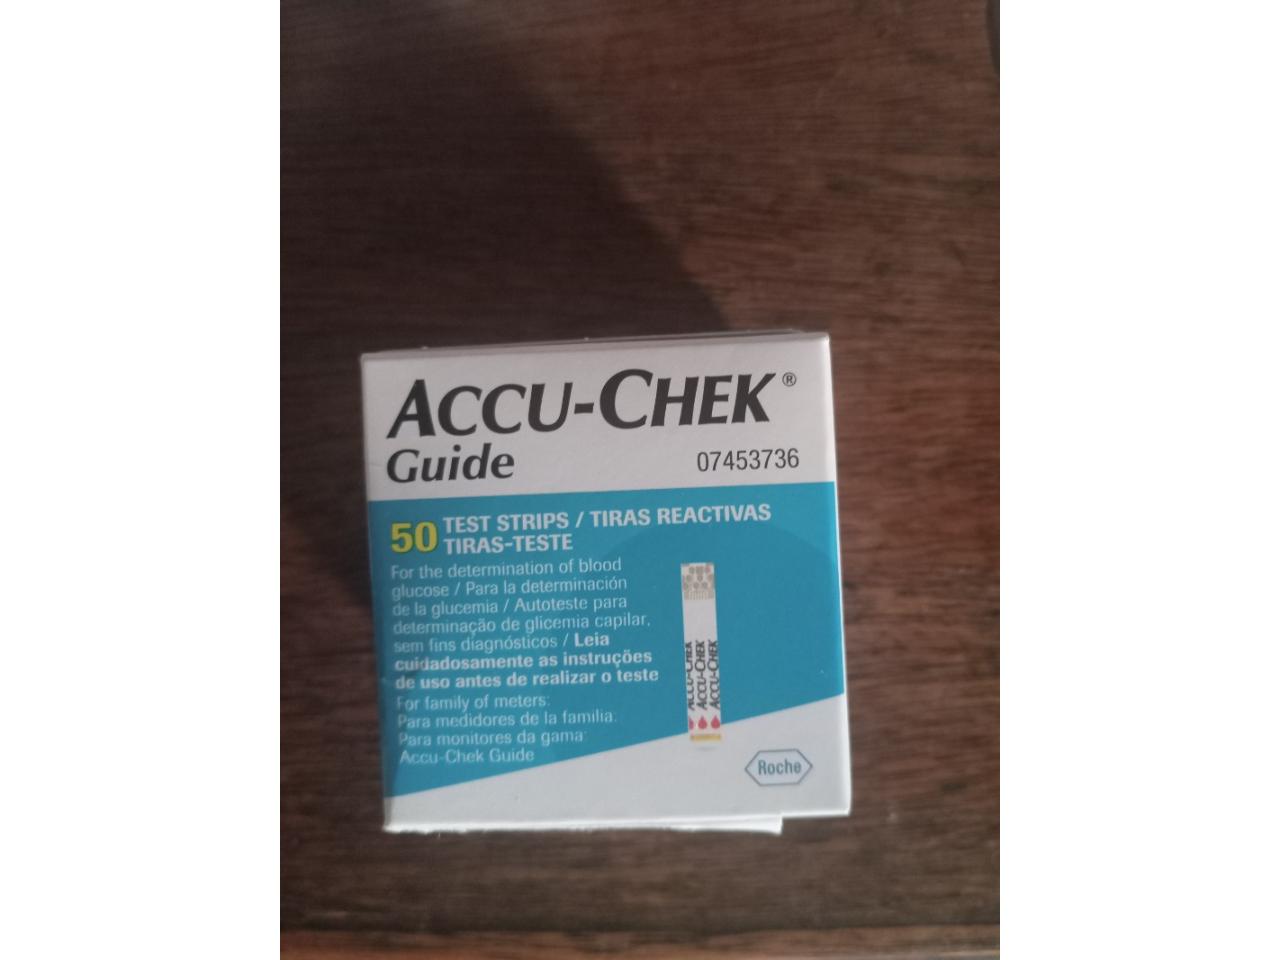 ACCU-CHEK®
Guide
07453736
50 TEST STRIPS / TIRAS REACTIVAS
TIRAS-TESTE
For the determination of blood
glucose / Para la determinación
de la glucemia / Autoteste para
determinação de glicemia capilar,
sem fins diagnósticos / Leia
cuidadosamente as instruções
de uso antes de realizar o teste
For family of meters:
Para medidores de la familia:
Para monitores da gama:
Accu-Chek Guide
ACCU-CHEK
ACCU-CHEK
ACCU-CHEK
Roche